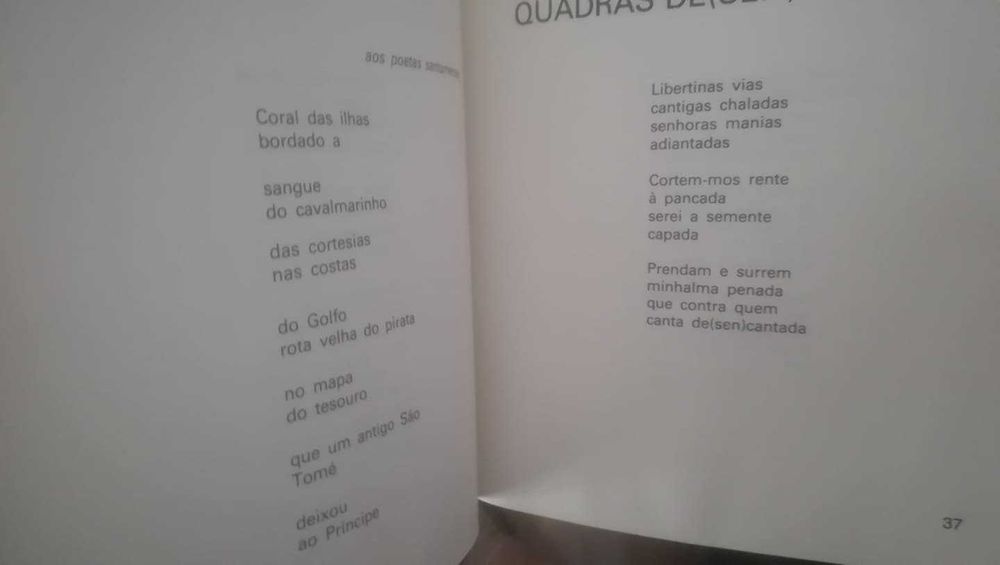 aos poetas
Coral das ilhas
bordado a
sangue
do cavalmarinho
das cortesias
nas costas
do Golfo
rota velha do pirata
no mapa
do tesouro
que um antigo São
Tomé
deixou
ao Príncipe
QUADRAS
Libertinas vias
cantigas chaladas
senhoras manias
adiantadas
Cortem-mos rente
à pancada
serei a semente
capada
Prendam e surrem
minhalma penada
que contra quem
canta de(sen)cantada
37